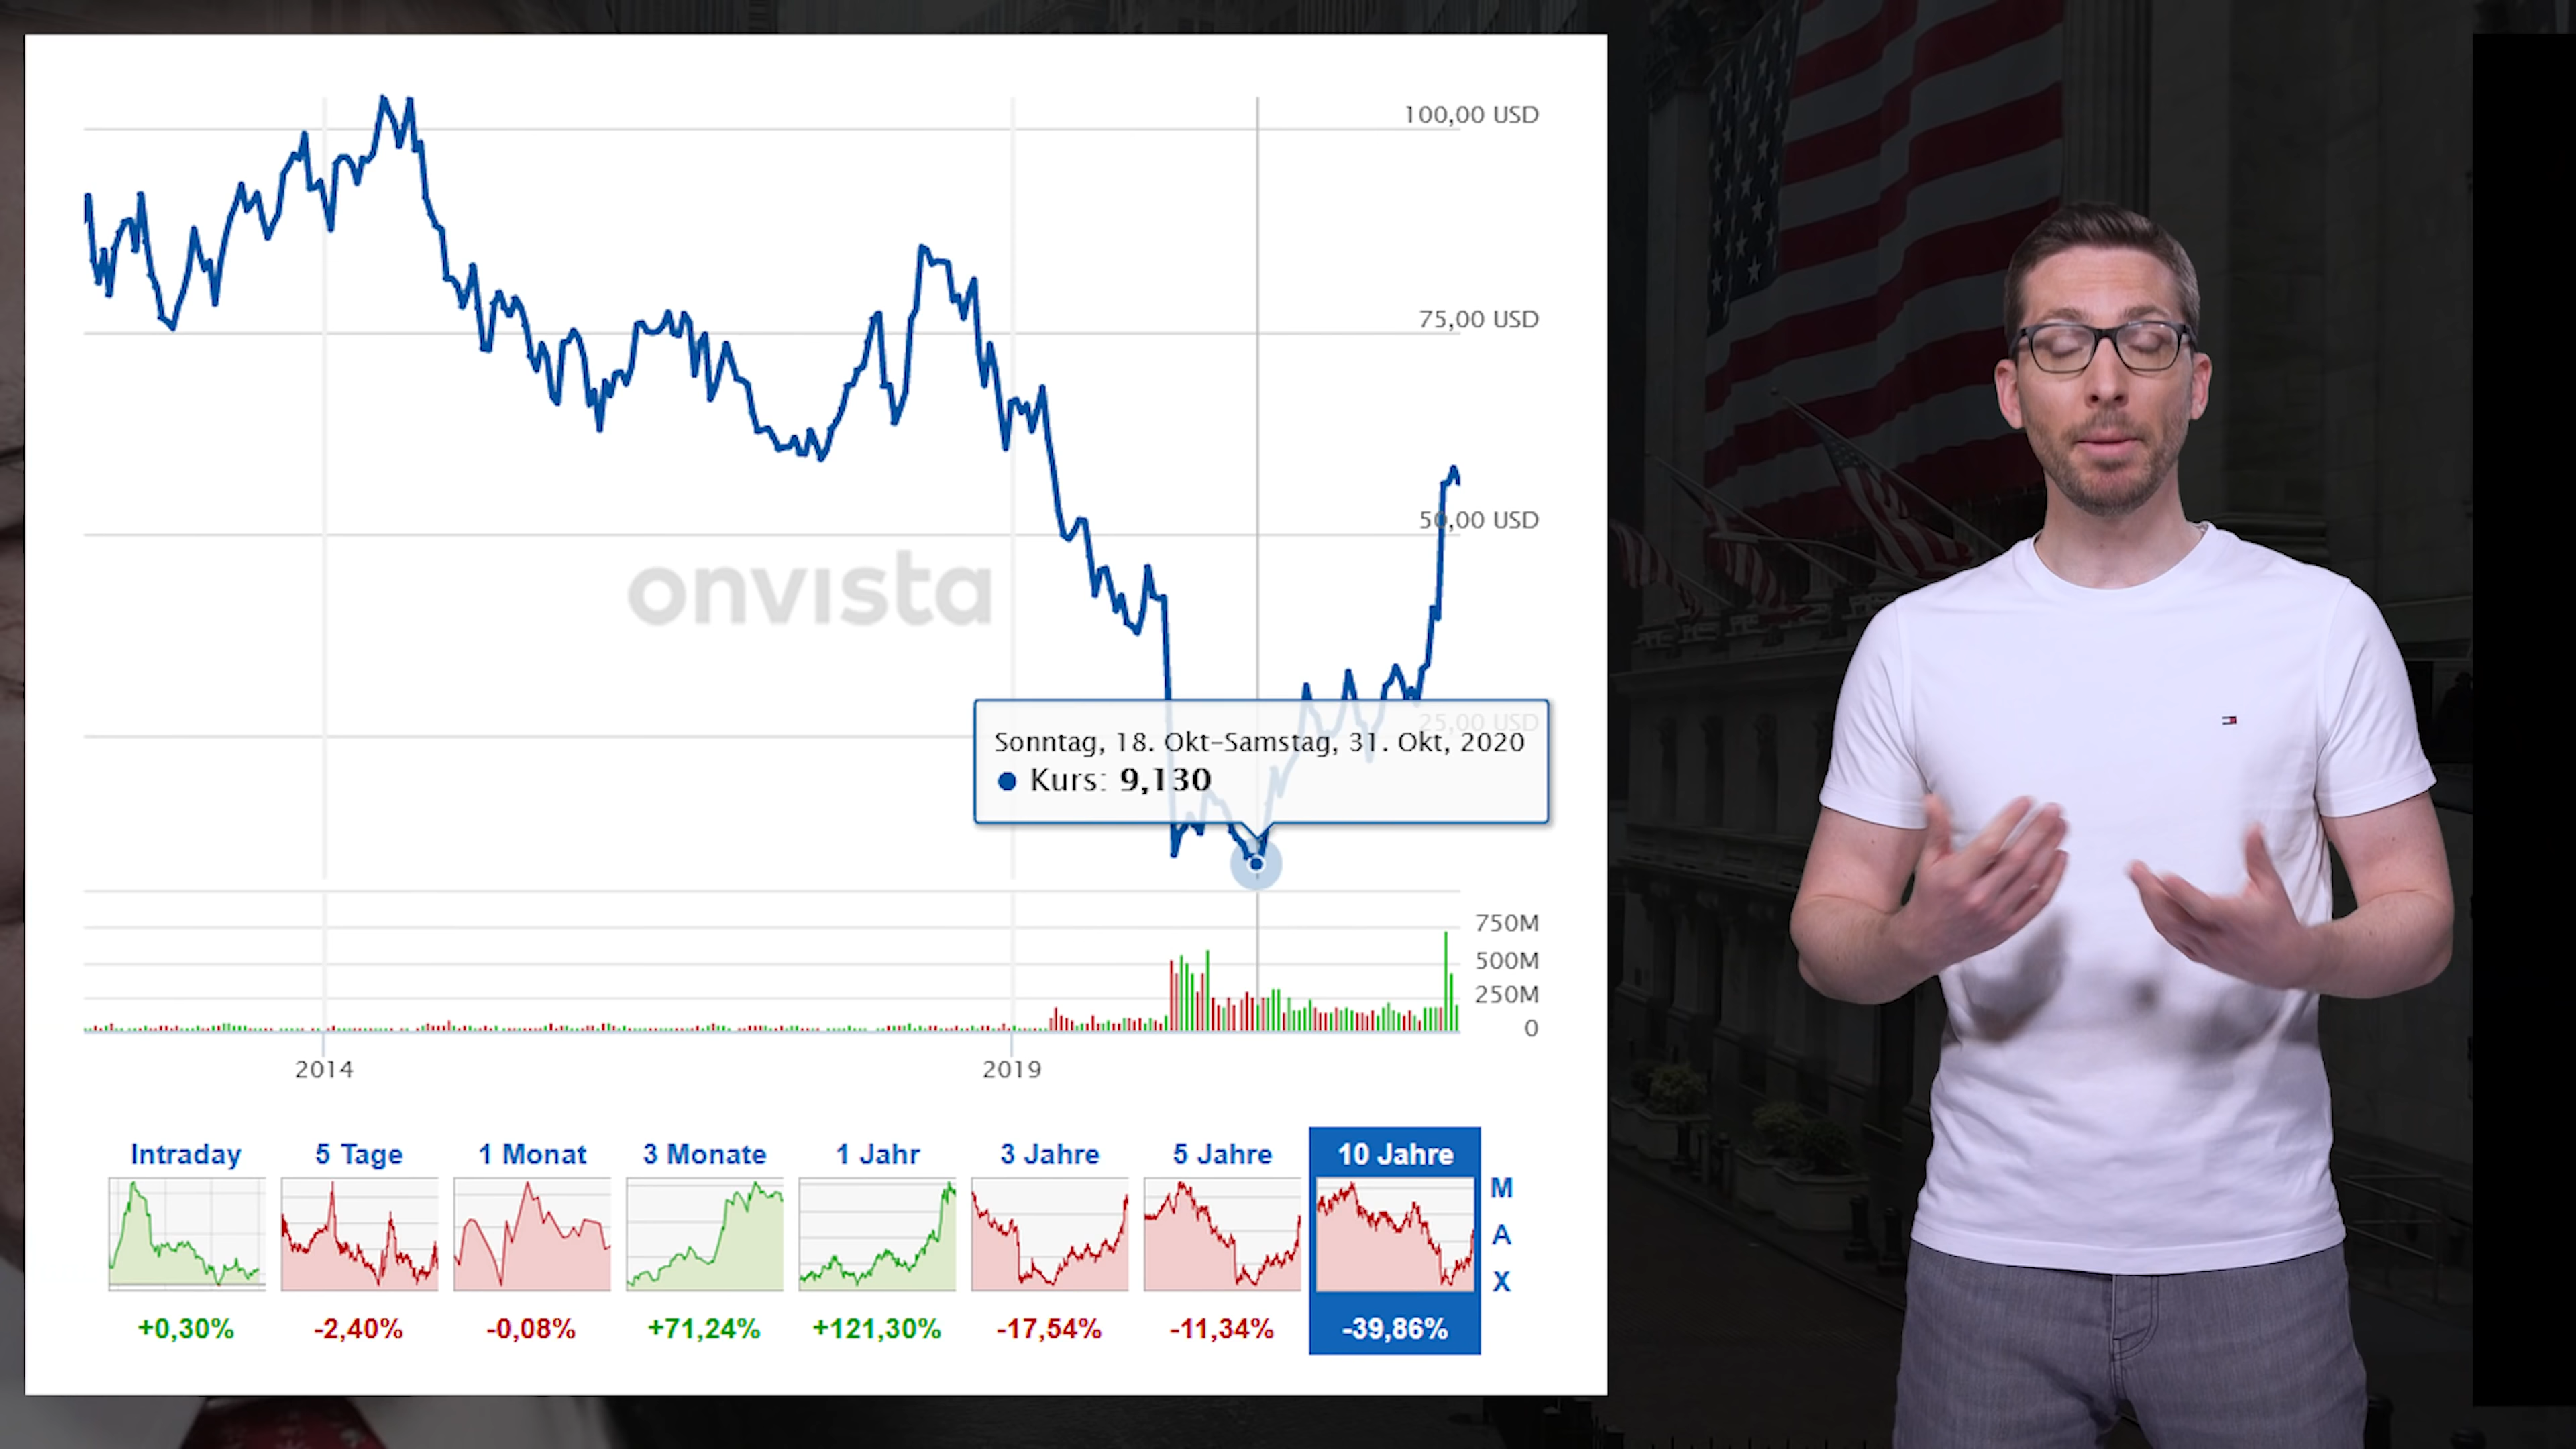 100,00 USD
75,00 USD
50,00 USD
onvista
25,00 USD
Sonntag, 18. Okt-Samstag, 31. Okt, 2020
Kurs: 9,130
750M
500M
250M
0
2014
2019
Intraday
5 Tage
1 Monat
3 Monate
1 Jahr
3 Jahre
5 Jahre
10 Jahre
M
A
X
+0,30%
-2,40%
-0,08%
+71,24%
+121,30%
-17,54%
-11,34%
-39,86%